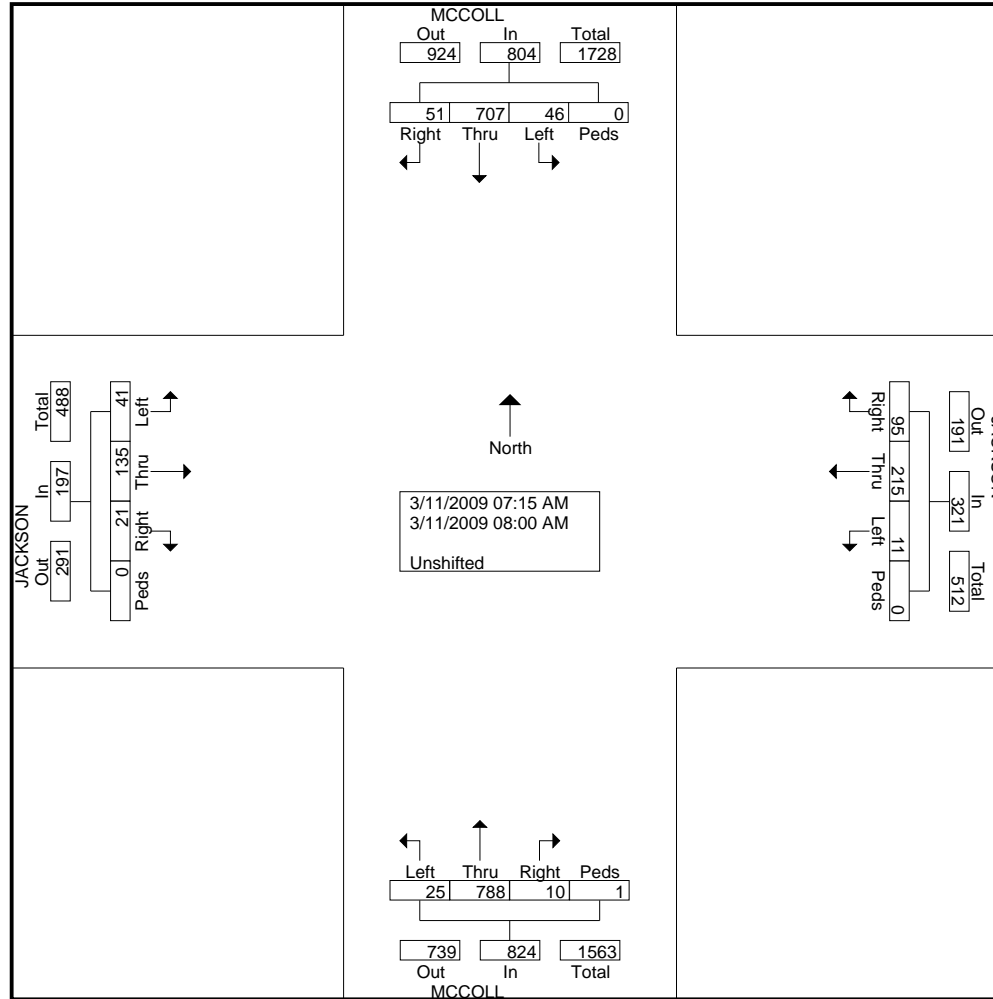 MCCOLL
Out In Total
924 804 1728
51 707 46 0
Right Thru Left Peds
JACKSON
Out In Total
291 197 488
41 135 21 0
Left Thru Right Peds
North
3/11/2009 07:15 AM
3/11/2009 08:00 AM
Unshifted
Out In Total
191 321 512
95 215 11 0
Right Thru Left Peds
Left Thru Right Peds
25 788 10 1
739 824 1563
Out In Total
MCCOLL